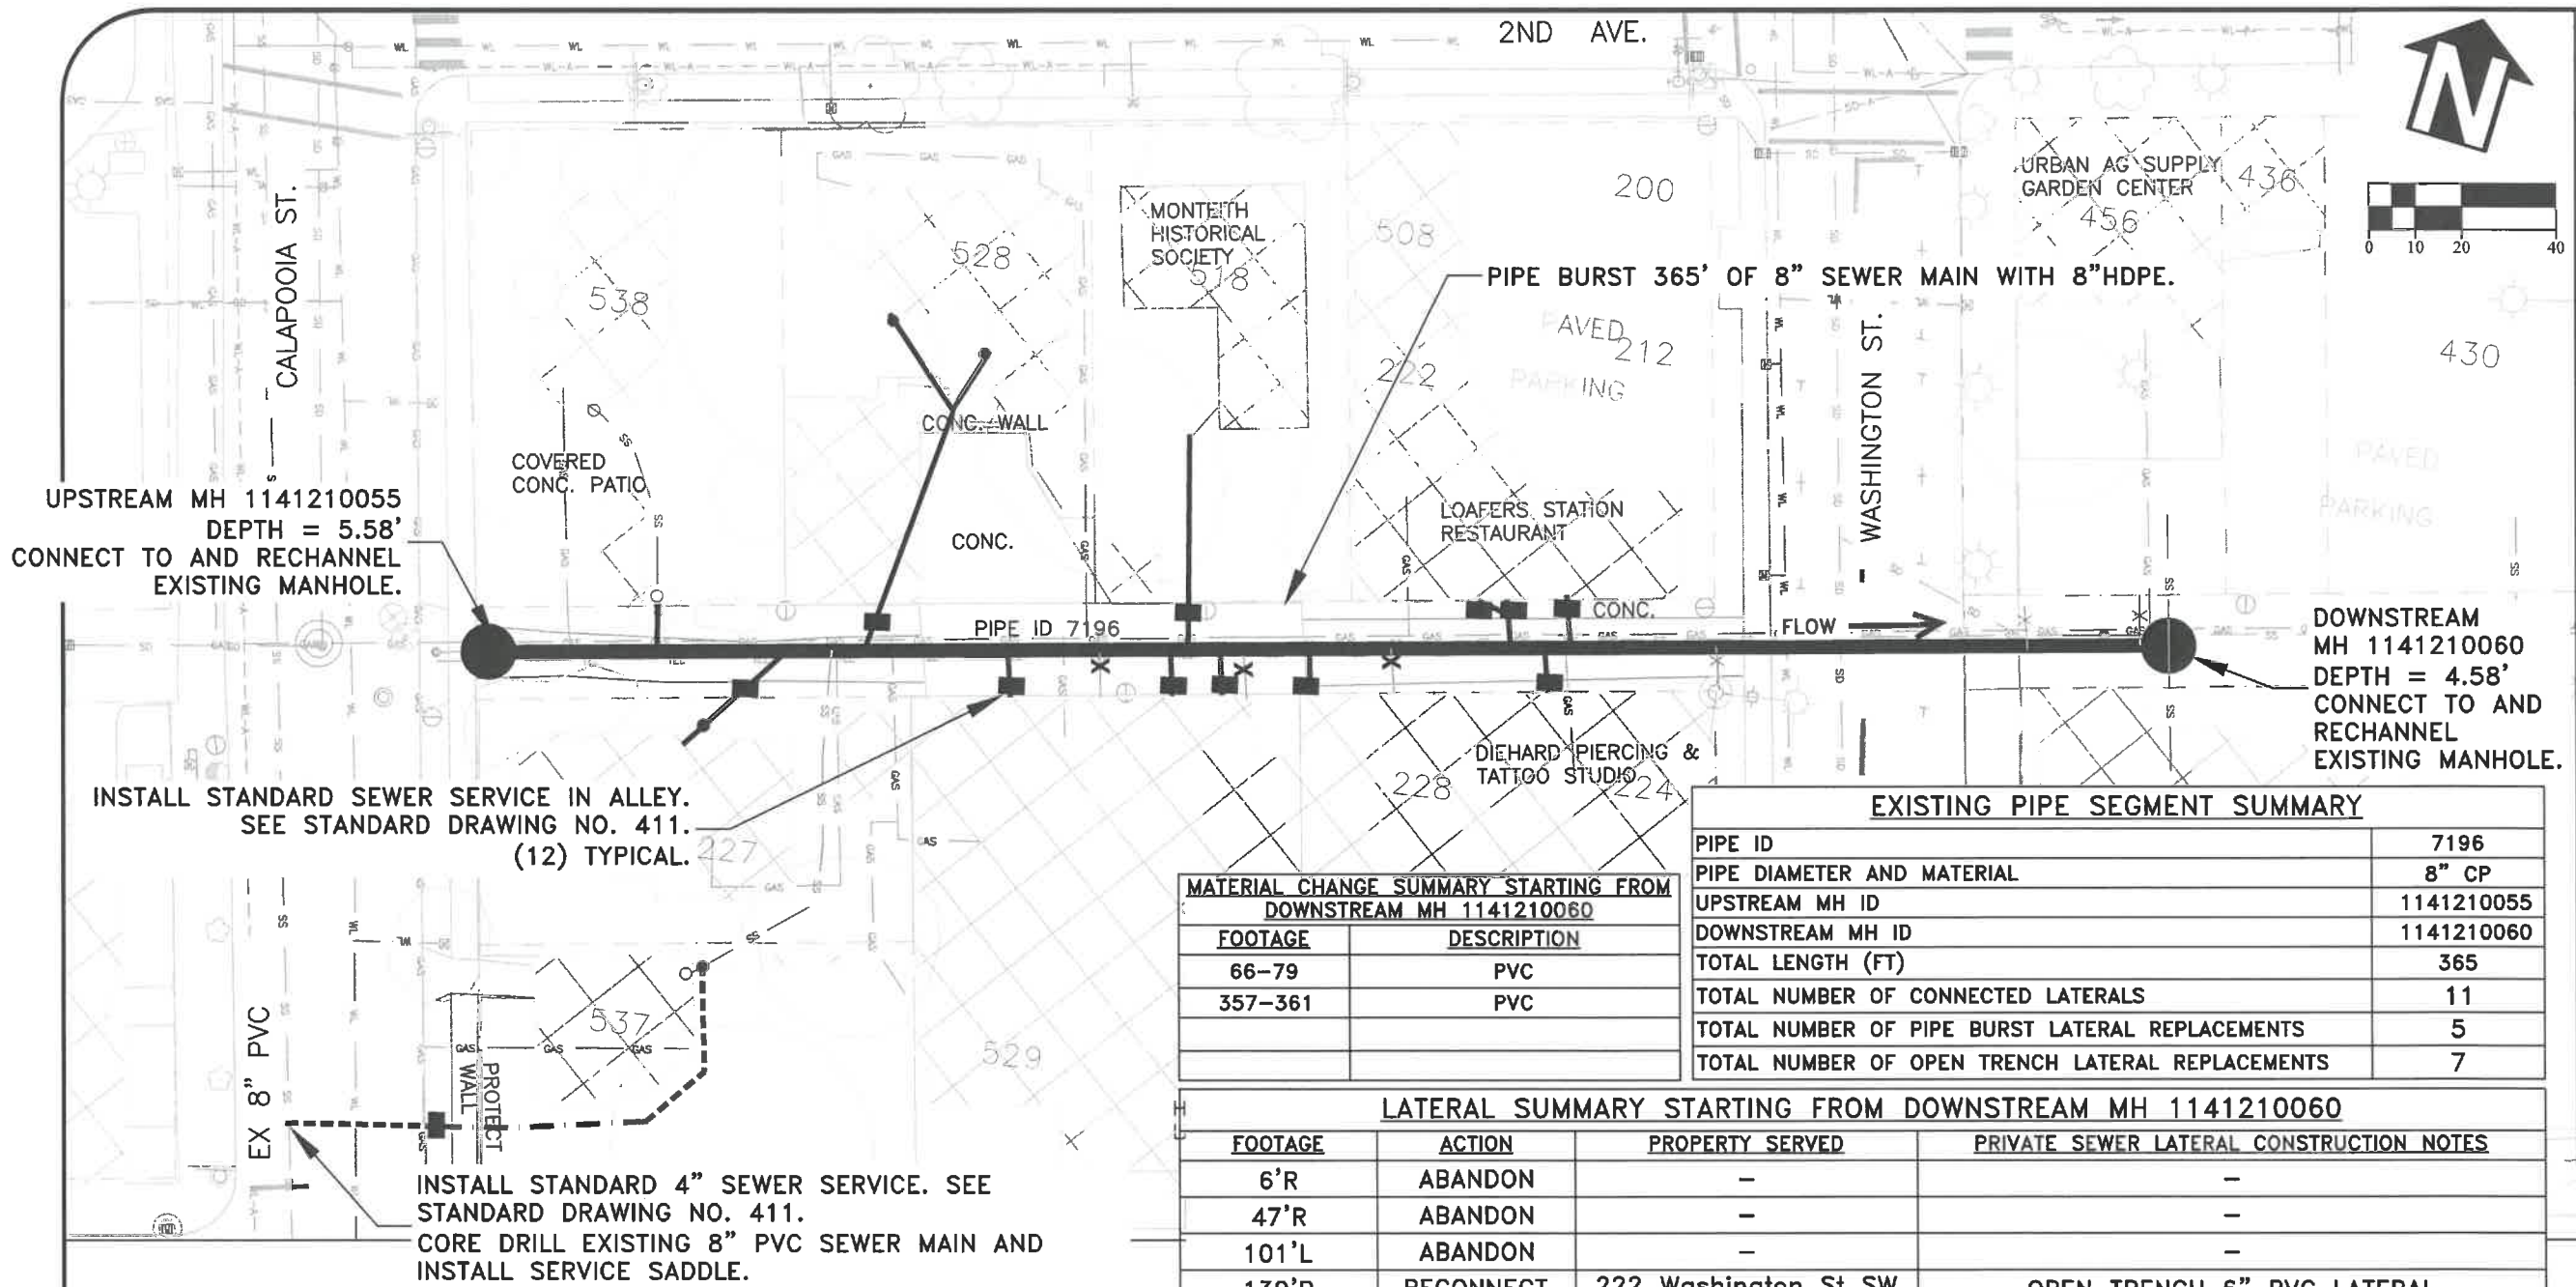 2ND AVE.
N
0 10 20 40
CALAPOOIA ST.
WASHINGTON ST.
URBAN AG SUPPLY
GARDEN CENTER
436
456
200
MONTEITH
HISTORICAL
SOCIETY
518
508
528
538
PIPE BURST 365' OF 8" SEWER MAIN WITH 8"HDPE.
PAVED
PARKING
212
222
430
PAVED
PARKING
CONC. WALL
COVERED
CONC. PATIO
CONC.
LOAFERS STATION
RESTAURANT
CONC.
UPSTREAM MH 1141210055
DEPTH = 5.58'
CONNECT TO AND RECHANNEL
EXISTING MANHOLE.
PIPE ID 7196
FLOW
DOWNSTREAM
MH 1141210060
DEPTH = 4.58'
CONNECT TO AND
RECHANNEL
EXISTING MANHOLE.
DIEHARD PIERCING &
TATTOO STUDIO
228
224
INSTALL STANDARD SEWER SERVICE IN ALLEY.
SEE STANDARD DRAWING NO. 411.
(12) TYPICAL.
227
537
529
EX 8" PVC
PROTECT
WALL
INSTALL STANDARD 4" SEWER SERVICE. SEE
STANDARD DRAWING NO. 411.
CORE DRILL EXISTING 8" PVC SEWER MAIN AND
INSTALL SERVICE SADDLE.
MATERIAL CHANGE SUMMARY STARTING FROM
DOWNSTREAM MH 1141210060
FOOTAGE DESCRIPTION
66-79 PVC
357-361 PVC
EXISTING PIPE SEGMENT SUMMARY
PIPE ID 7196
PIPE DIAMETER AND MATERIAL 8" CP
UPSTREAM MH ID 1141210055
DOWNSTREAM MH ID 1141210060
TOTAL LENGTH (FT) 365
TOTAL NUMBER OF CONNECTED LATERALS 11
TOTAL NUMBER OF PIPE BURST LATERAL REPLACEMENTS 5
TOTAL NUMBER OF OPEN TRENCH LATERAL REPLACEMENTS 7
LATERAL SUMMARY STARTING FROM DOWNSTREAM MH 1141210060
FOOTAGE ACTION PROPERTY SERVED PRIVATE SEWER LATERAL CONSTRUCTION NOTES
6'R ABANDON - -
47'R ABANDON - -
101'L ABANDON - -
RECONNECT 222 Washington St SW OPEN TRENCH 6" PVC LATERAL